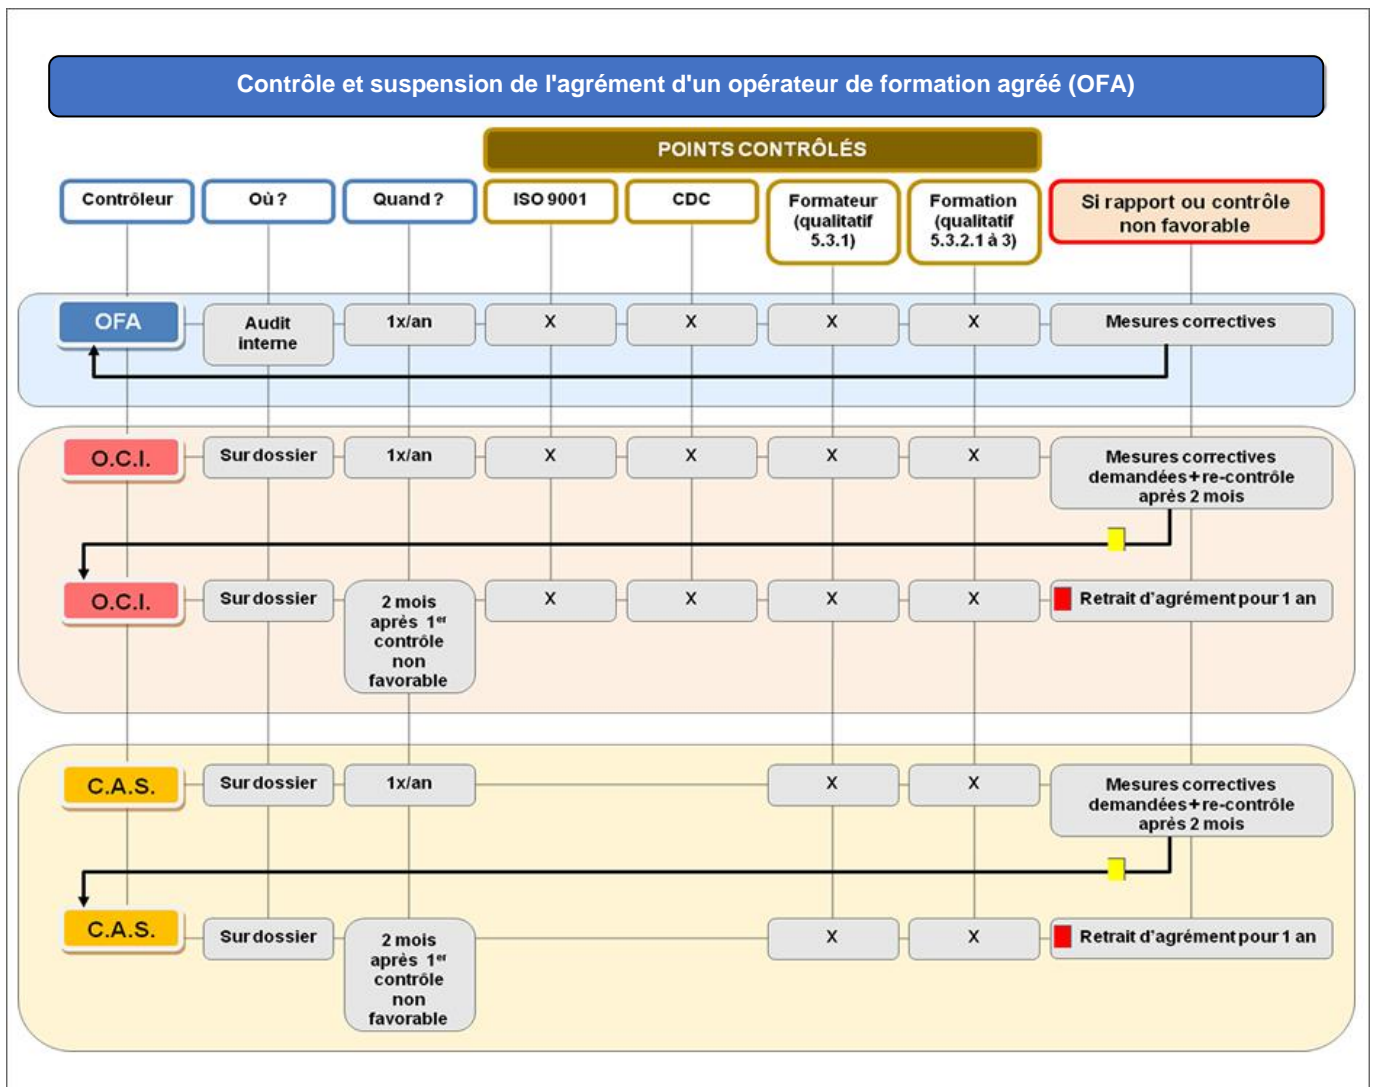 Contrôle et suspension de l'agrément d'un opérateur de formation agréé (OFA)
POINTS CONTRÔLÉS
Contrôleur
Où ?
Quand ?
ISO 9001
CDC
Formateur
(qualitatif
5.3.1)
Formation
(qualitatif
5.3.2.1 à 3)
Si rapport ou contrôle
non favorable
OFA
Audit
interne
1x/an
X
X
X
X
Mesures correctives
O.C.I.
Sur dossier
1x/an
X
X
X
X
Mesures correctives
demandées + re-contrôle
après 2 mois
O.C.I.
Sur dossier
2 mois
après 1er
contrôle
non
favorable
X
X
X
X
Retrait d'agrément pour 1 an
C.A.S.
Sur dossier
1x/an
X
X
Mesures correctives
demandées + re-contrôle
après 2 mois
C.A.S.
Sur dossier
2 mois
après 1er
contrôle
non
favorable
X
X
Retrait d'agrément pour 1 an